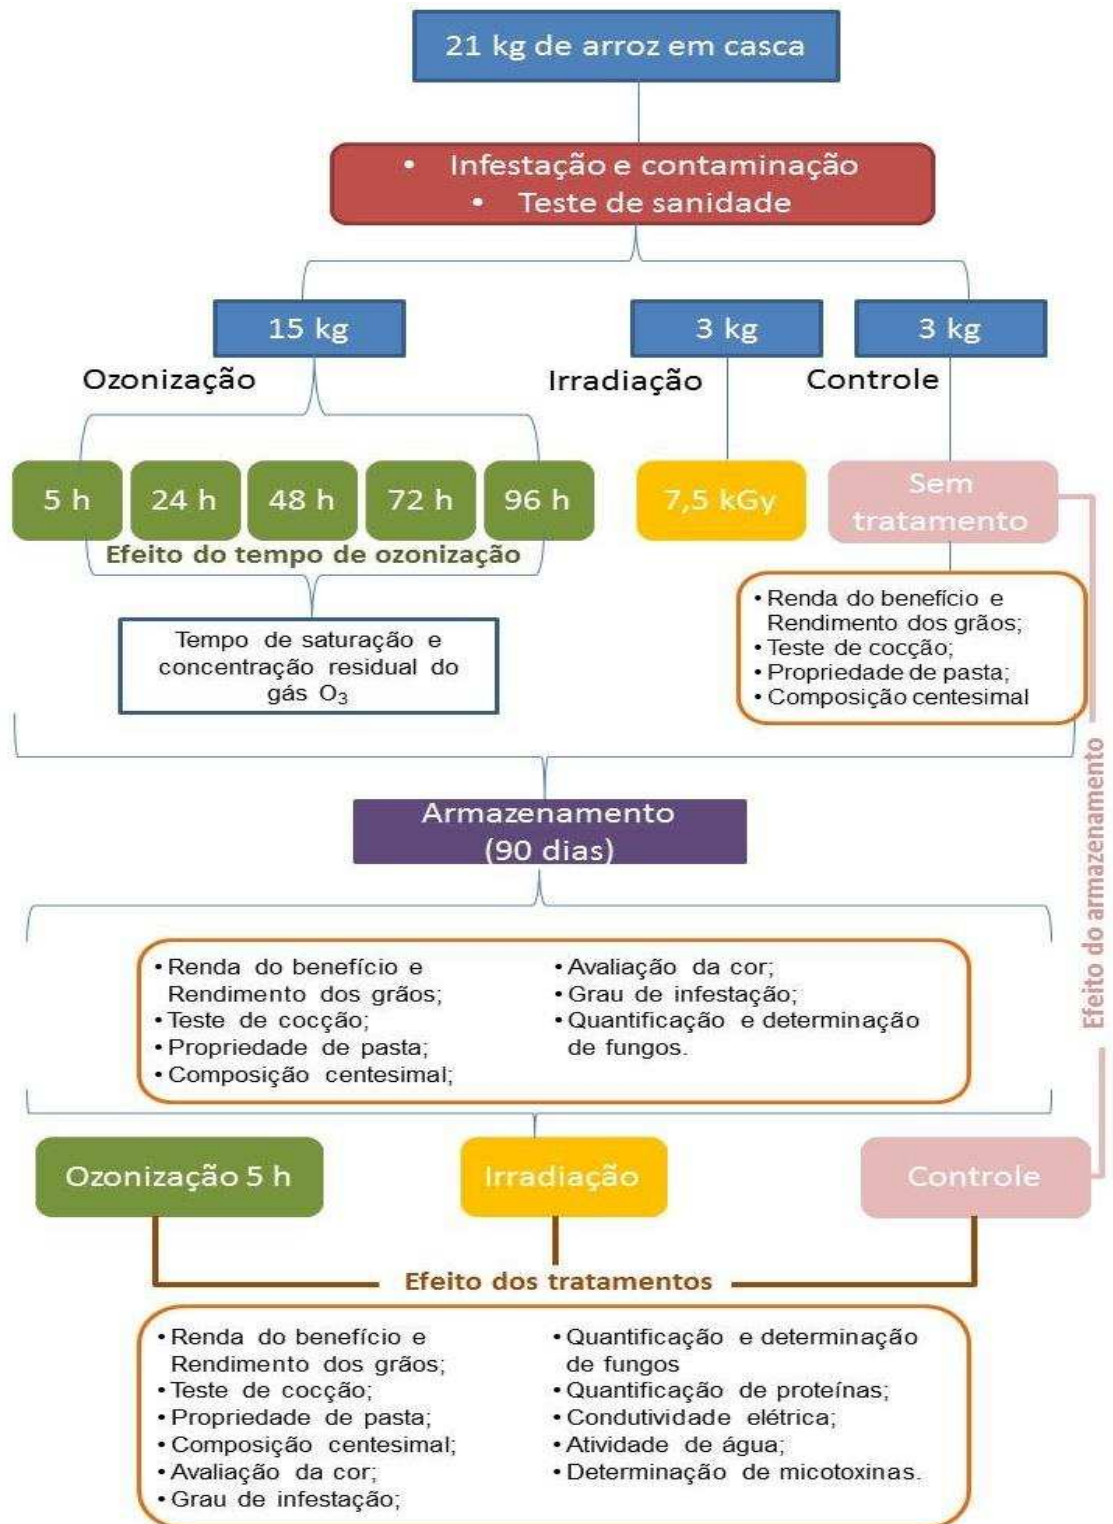 21 kg de arroz em casca
• Infestação e contaminação
• Teste de sanidade
15 kg
3 kg
3 kg
Ozonização
Irradiação
Controle
5 h
24 h
48 h
72 h
96 h
7,5 kGy
Sem
tratamento
Efeito do tempo de ozonização
Tempo de saturação e
concentração residual do
gás O₃
• Renda do benefício e
Rendimento dos grãos;
• Teste de cocção;
• Propriedade de pasta;
• Composição centesimal
Efeito do armazenamento
Armazenamento
(90 dias)
• Renda do benefício e
Rendimento dos grãos;
• Teste de cocção;
• Propriedade de pasta;
• Composição centesimal;
• Avaliação da cor;
• Grau de infestação;
• Quantificação e determinação
de fungos.
Ozonização 5 h
Irradiação
Controle
Efeito dos tratamentos
• Renda do benefício e
Rendimento dos grãos;
• Teste de cocção;
• Propriedade de pasta;
• Composição centesimal;
• Avaliação da cor;
• Grau de infestação;
• Quantificação e determinação
de fungos
• Quantificação de proteínas;
• Condutividade elétrica;
• Atividade de água;
• Determinação de micotoxinas.